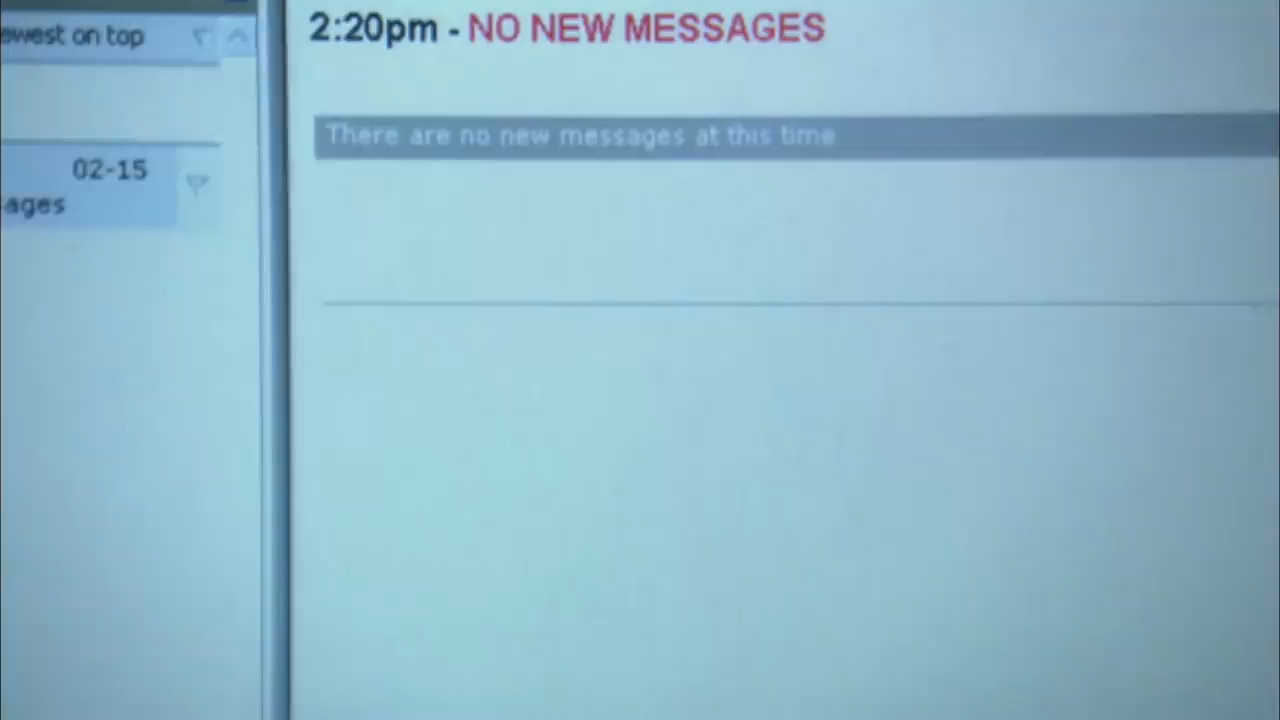 ewest on top
02-15
ages
2:20pm - NO NEW MESSAGES
There are no new messages at this time